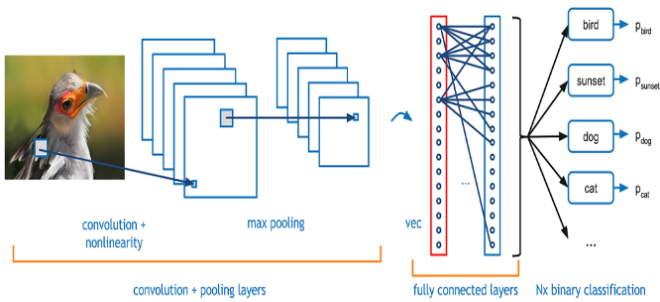 bird
p_bird
sunset
p_sunset
dog
p_dog
cat
p_cat
...
...
convolution +
nonlinearity
max pooling
vec
convolution + pooling layers
fully connected layers
Nx binary classification